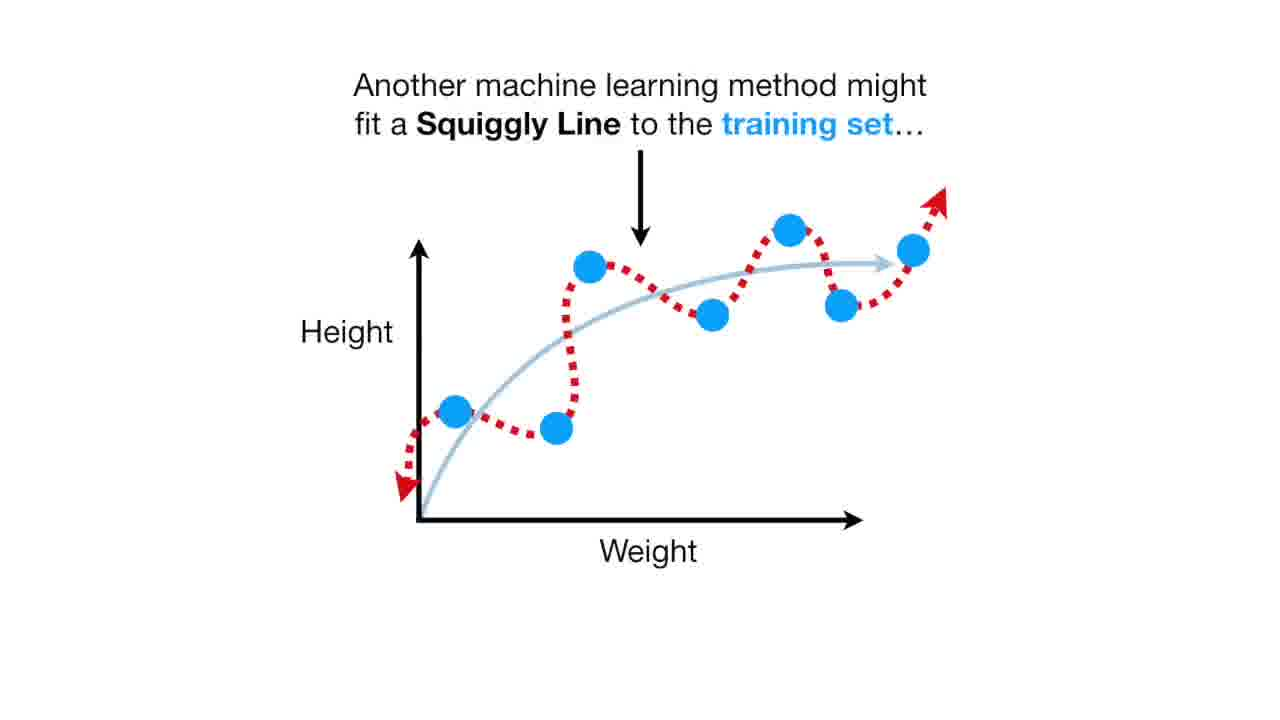 Another machine learning method might
fit a Squiggly Line to the training set…
Height
Weight